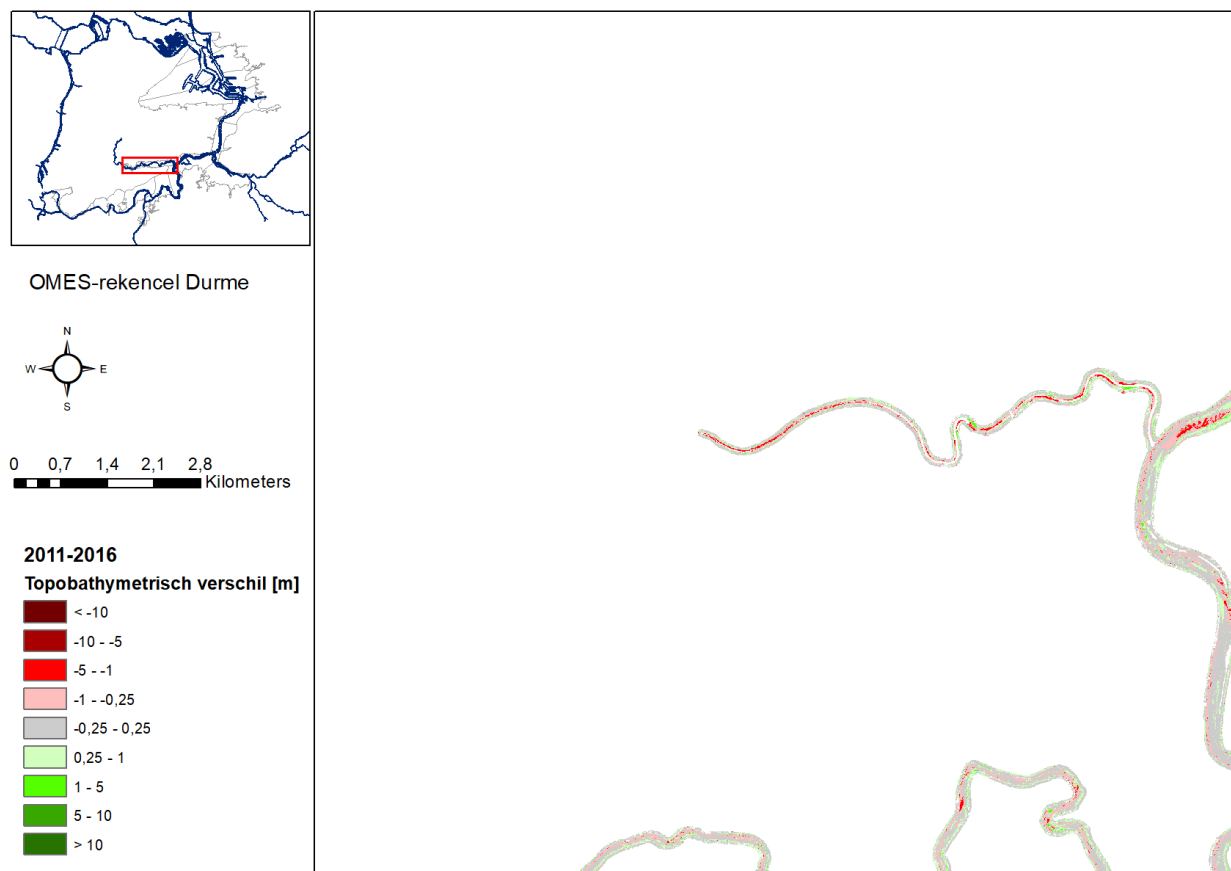 OMES-rekencel Durme
N
W E
S
0 0,7 1,4 2,1 2,8
Kilometers
2011-2016
Topobathymetrisch verschil [m]
< -10
-10 - -5
-5 - -1
-1 - -0,25
-0,25 - 0,25
0,25 - 1
1 - 5
5 - 10
> 10